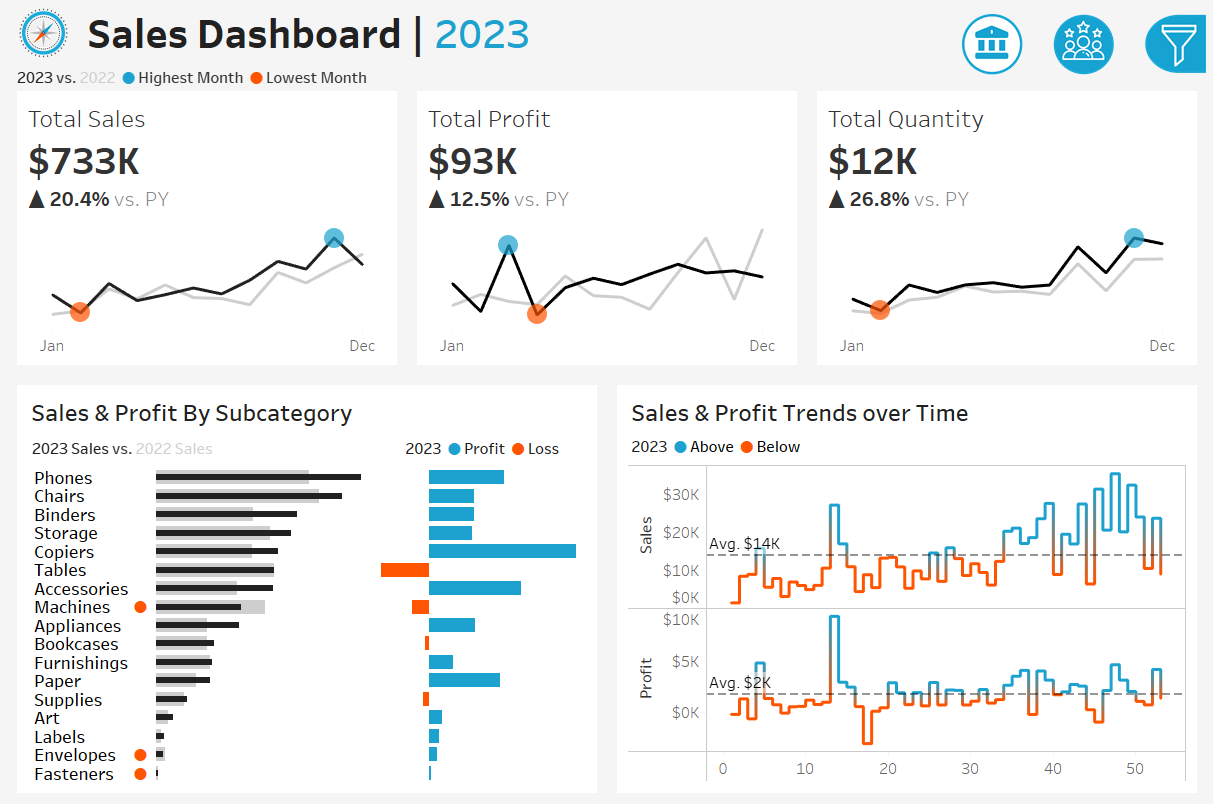 Sales Dashboard | 2023
2023 vs. 2022 Highest Month Lowest Month
Total Sales
$733K
▲ 20.4% vs. PY
Jan Dec
Total Profit
$93K
▲ 12.5% vs. PY
Jan Dec
Total Quantity
$12K
▲ 26.8% vs. PY
Jan Dec
Sales & Profit By Subcategory
2023 Sales vs. 2022 Sales
2023 Profit Loss
Phones
Chairs
Binders
Storage
Copiers
Tables
Accessories
Machines
Appliances
Bookcases
Furnishings
Paper
Supplies
Art
Labels
Envelopes
Fasteners
Sales & Profit Trends over Time
2023 Above Below
Sales
$30K
$20K
$10K
$0K
Avg. $14K
Profit
$10K
$5K
$0K
Avg. $2K
0 10 20 30 40 50